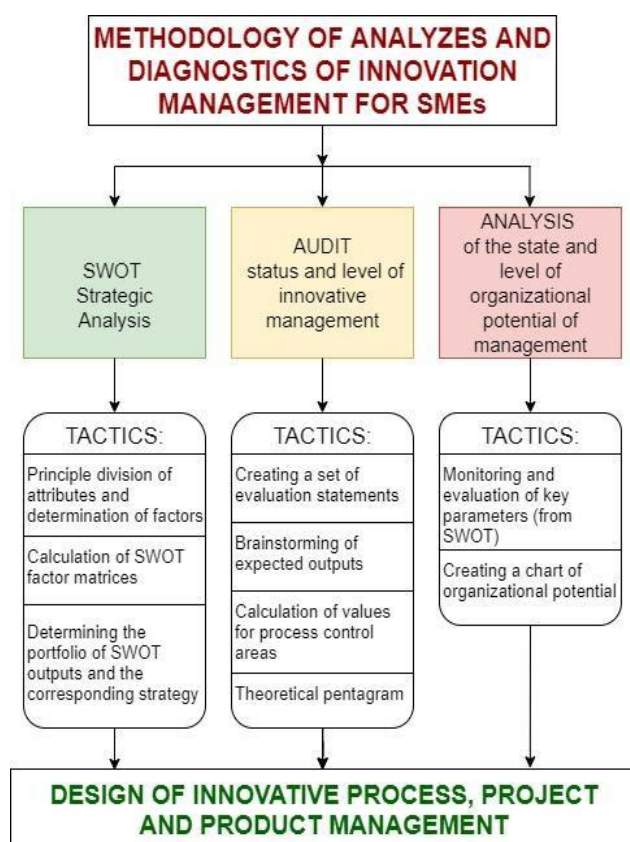 METHODOLOGY OF ANALYZES AND
DIAGNOSTICS OF INNOVATION
MANAGEMENT FOR SMEs
SWOT
Strategic
Analysis
AUDIT
status and level of
innovative
management
ANALYSIS
of the state and
level of
organizational
potential of
management
TACTICS:
Principle division of
attributes and
determination of factors
Calculation of SWOT
factor matrices
Determining the
portfolio of SWOT
outputs and the
corresponding strategy
TACTICS:
Creating a set of
evaluation statements
Brainstorming of
expected outputs
Calculation of values
for process control
areas
Theoretical pentagram
TACTICS:
Monitoring and
evaluation of key
parameters (from
SWOT)
Creating a chart of
organizational potential
DESIGN OF INNOVATIVE PROCESS, PROJECT
AND PRODUCT MANAGEMENT